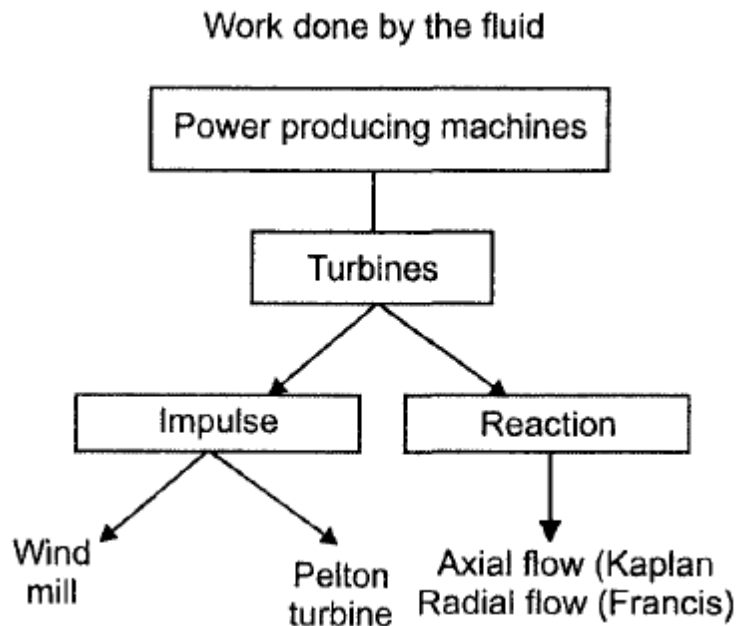 Work done by the fluid
Power producing machines
Turbines
Impulse
Reaction
Wind
mill
Pelton
turbine
Axial flow (Kaplan
Radial flow (Francis)